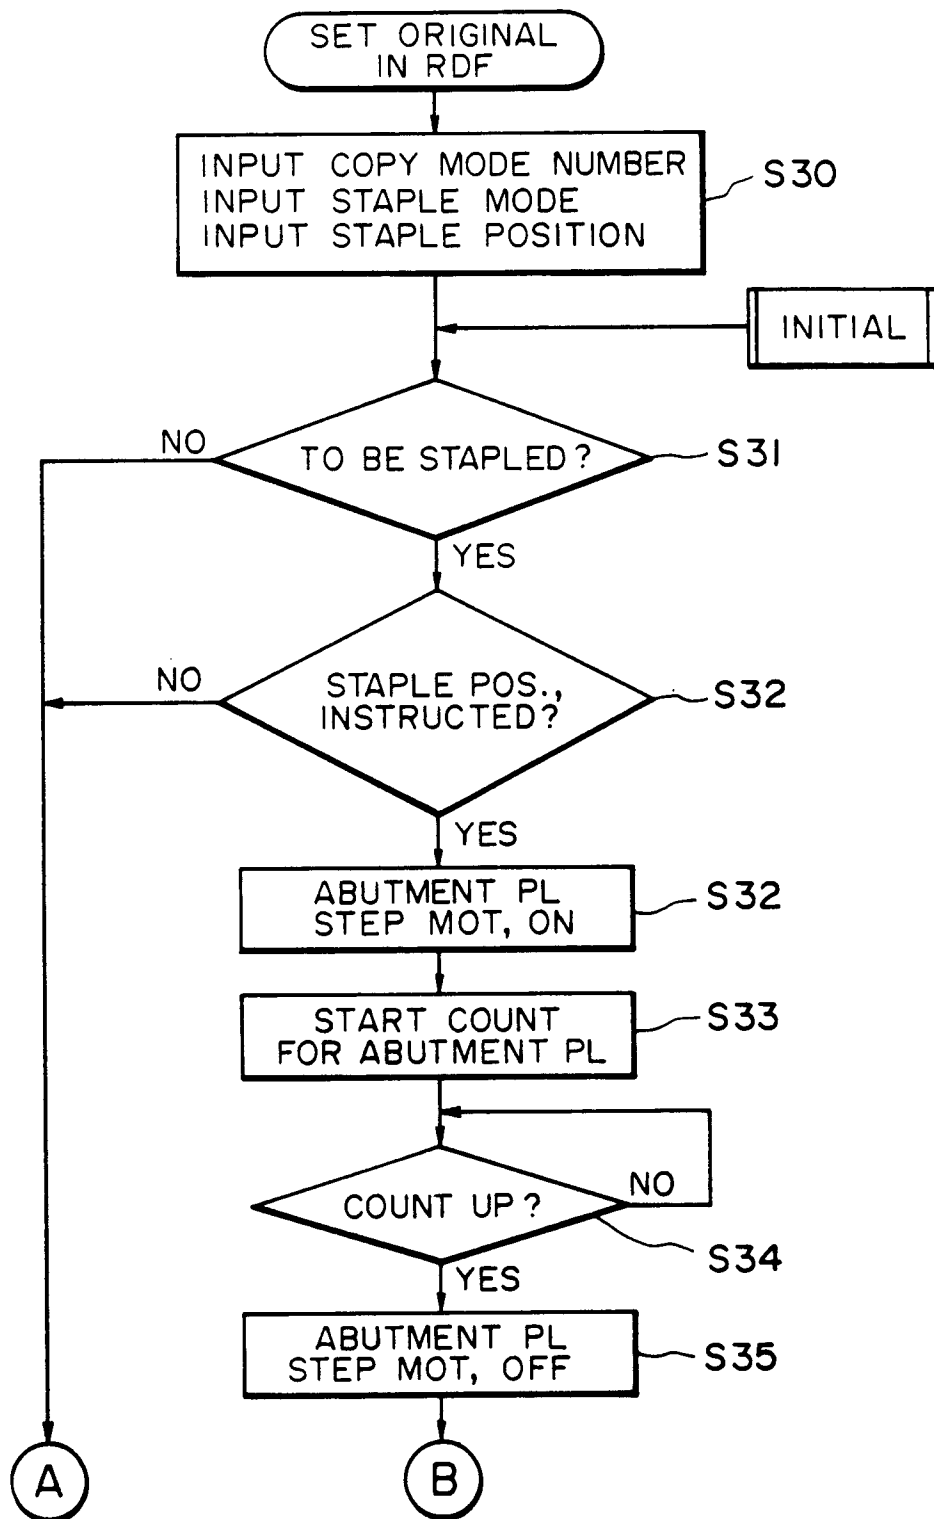 SET ORIGINAL
IN RDF
INPUT COPY MODE NUMBER
INPUT STAPLE MODE
INPUT STAPLE POSITION
S30
INITIAL
NO
TO BE STAPLED?
S31
YES
NO
STAPLE POS.,
INSTRUCTED?
S32
YES
ABUTMENT PL
STEP MOT, ON
S32
START COUNT
FOR ABUTMENT PL
S33
COUNT UP?
NO
S34
YES
ABUTMENT PL
STEP MOT, OFF
S35
A
B